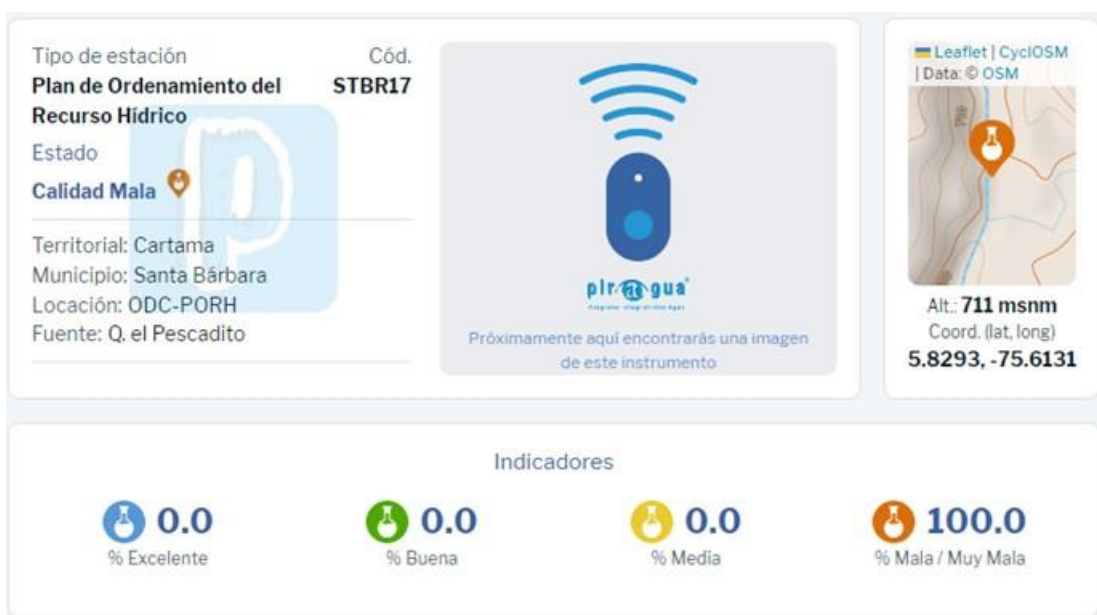 Tipo de estación Cód.
Plan de Ordenamiento del STBR17
Recurso Hídrico
Estado
Calidad Mala
Territorial: Cartama
Municipio: Santa Bárbara
Locación: ODC-PORH
Fuente: Q. el Pescadito
piragua
Próximamente aquí encontrarás una imagen
de este instrumento
Leaflet | CyclOSM
| Data: © OSM
Alt.: 711 msnm
Coord. (lat, long)
5.8293, -75.6131
Indicadores
0.0
% Excelente
0.0
% Buena
0.0
% Media
100.0
% Mala / Muy Mala